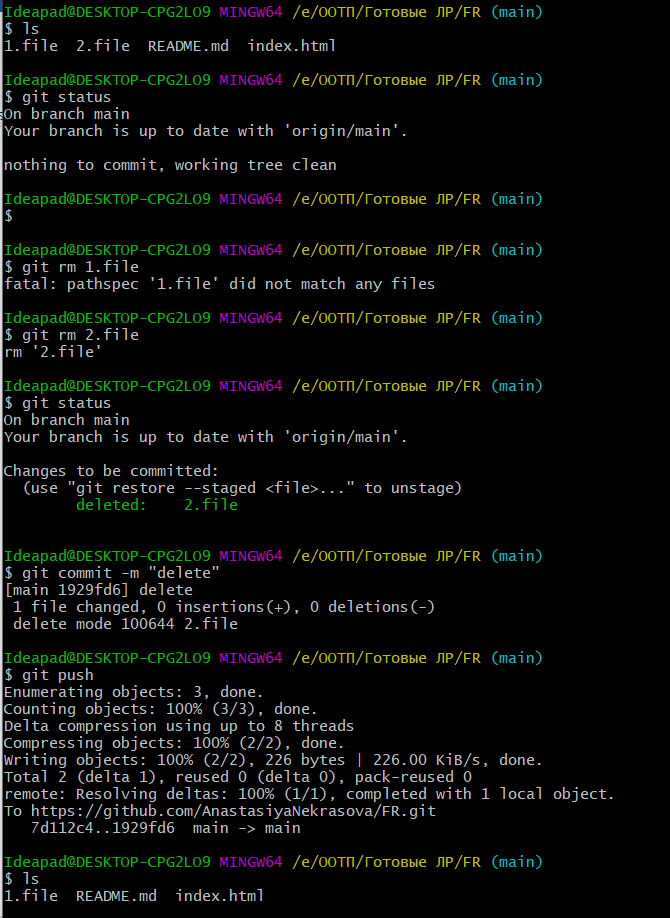 Ideapad@DESKTOP-CPG2LO9 MINGW64 /e/ООТП/Готовые ЛР/FR (main)
$ ls
1.file  2.file  README.md  index.html
Ideapad@DESKTOP-CPG2LO9 MINGW64 /e/ООТП/Готовые ЛР/FR (main)
$ git status
On branch main
Your branch is up to date with 'origin/main'.
nothing to commit, working tree clean
Ideapad@DESKTOP-CPG2LO9 MINGW64 /e/ООТП/Готовые ЛР/FR (main)
$
Ideapad@DESKTOP-CPG2LO9 MINGW64 /e/ООТП/Готовые ЛР/FR (main)
$ git rm 1.file
fatal: pathspec '1.file' did not match any files
Ideapad@DESKTOP-CPG2LO9 MINGW64 /e/ООТП/Готовые ЛР/FR (main)
$ git rm 2.file
rm '2.file'
Ideapad@DESKTOP-CPG2LO9 MINGW64 /e/ООТП/Готовые ЛР/FR (main)
$ git status
On branch main
Your branch is up to date with 'origin/main'.
Changes to be committed:
  (use "git restore --staged <file>..." to unstage)
        deleted:    2.file
Ideapad@DESKTOP-CPG2LO9 MINGW64 /e/ООТП/Готовые ЛР/FR (main)
$ git commit -m "delete"
[main 1929fd6] delete
 1 file changed, 0 insertions(+), 0 deletions(-)
 delete mode 100644 2.file
Ideapad@DESKTOP-CPG2LO9 MINGW64 /e/ООТП/Готовые ЛР/FR (main)
$ git push
Enumerating objects: 3, done.
Counting objects: 100% (3/3), done.
Delta compression using up to 8 threads
Compressing objects: 100% (2/2), done.
Writing objects: 100% (2/2), 226 bytes | 226.00 KiB/s, done.
Total 2 (delta 1), reused 0 (delta 0), pack-reused 0
remote: Resolving deltas: 100% (1/1), completed with 1 local object.
To https://github.com/AnastasiyaNekrasova/FR.git
   7d112c4..1929fd6  main -> main
Ideapad@DESKTOP-CPG2LO9 MINGW64 /e/ООТП/Готовые ЛР/FR (main)
$ ls
1.file  README.md  index.html